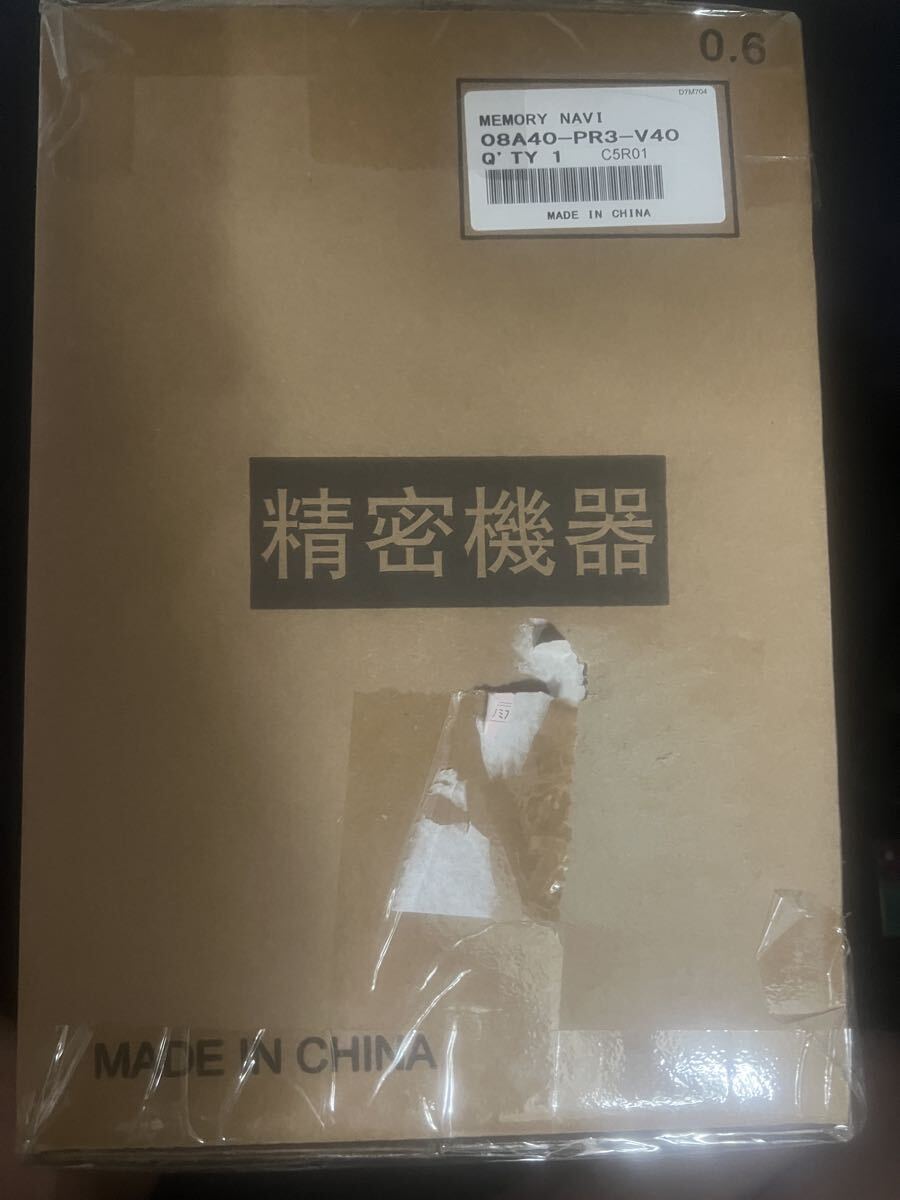 0.6
D7M704
MEMORY NAVI
08A40-PR3-V40
Q'TY 1 C5R01
MADE IN CHINA
精密機器
MADE IN CHINA